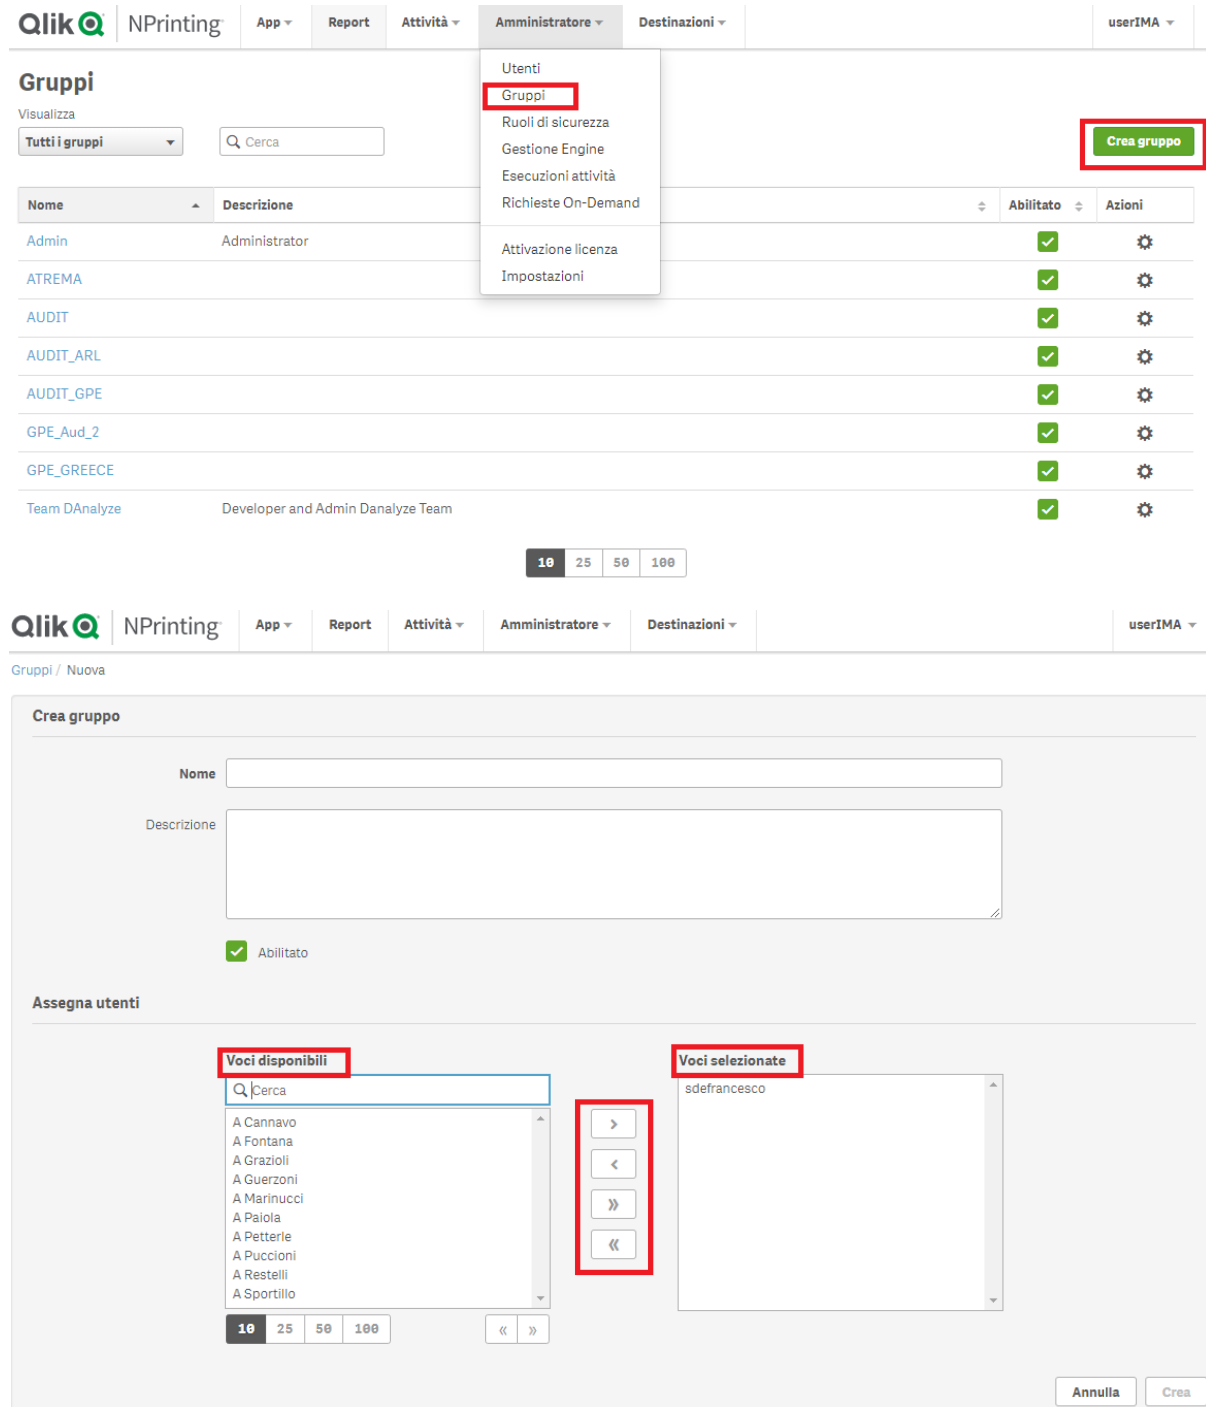 Qlik NPrinting App Report Attività Amministratore Destinazioni userIMA
Utenti
Gruppi
Ruoli di sicurezza
Gestione Engine
Esecuzioni attività
Richieste On-Demand
Attivazione licenza
Impostazioni
Gruppi
Visualizza
Tutti i gruppi Cerca Crea gruppo
Nome Descrizione Abilitato Azioni
Admin Administrator
ATREMA
AUDIT
AUDIT_ARL
AUDIT_GPE
GPE_Aud_2
GPE_GREECE
Team DAnalyze Developer and Admin Danalyze Team
10 25 50 100
Qlik NPrinting App Report Attività Amministratore Destinazioni userIMA
Gruppi / Nuova
Crea gruppo
Nome
Descrizione
Abilitato
Assegna utenti
Voci disponibili Voci selezionate
Cerca sdefrancesco
A Cannavo
A Fontana
A Grazioli
A Guerzoni
A Marinucci
A Paiola
A Petterle
A Puccioni
A Restelli
A Sportillo
10 25 50 100 « »
Annulla Crea